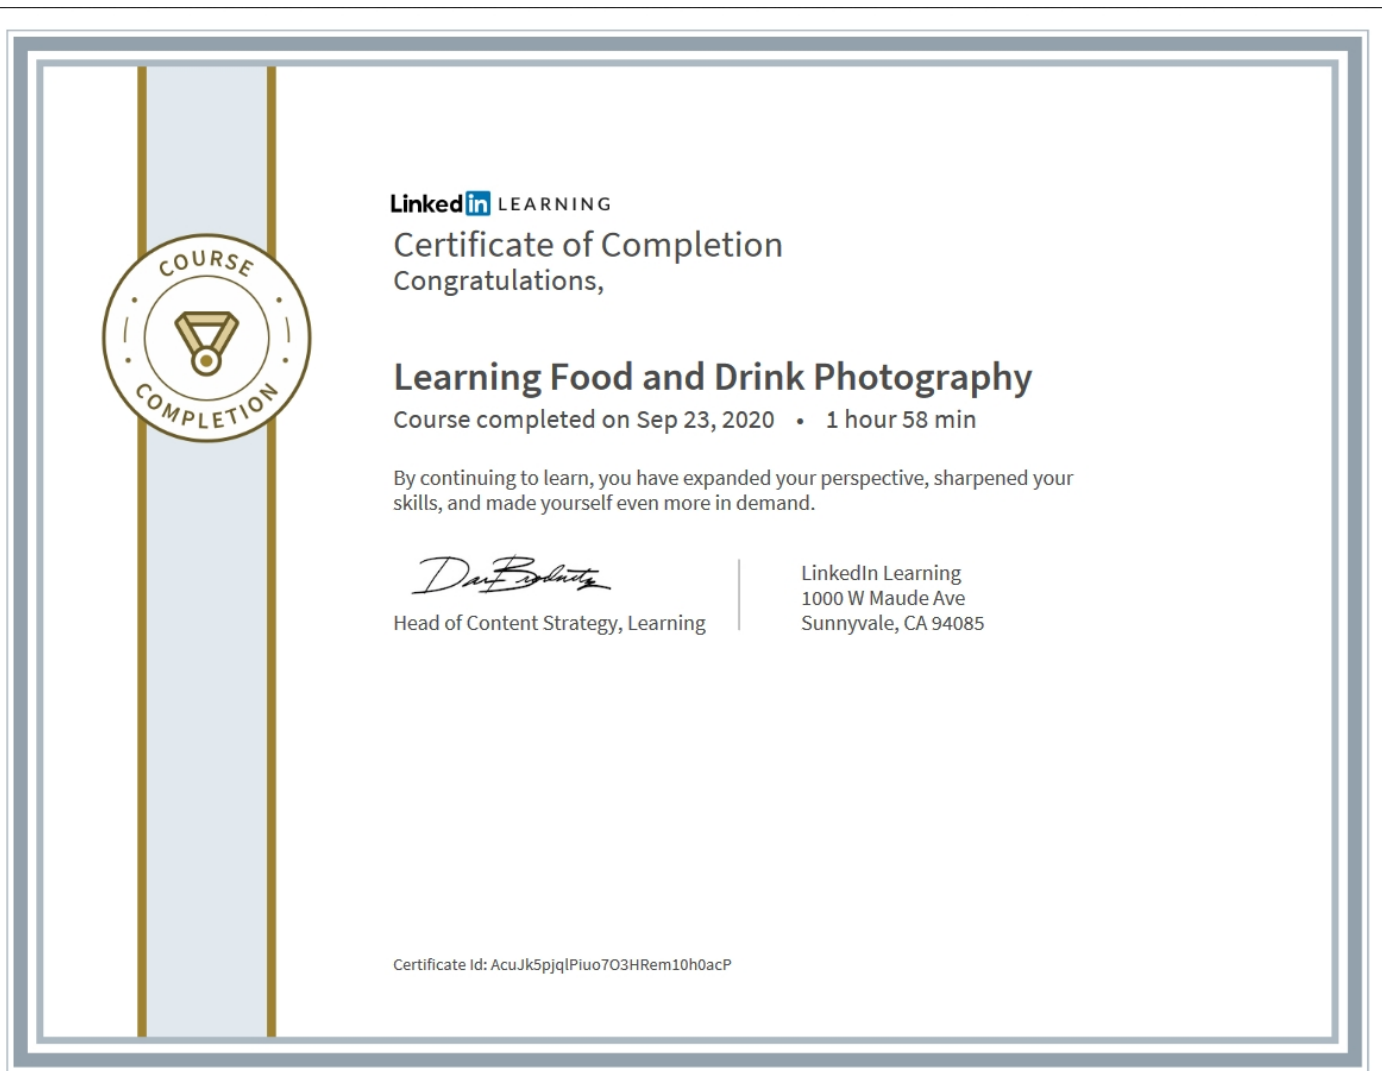 COURSE
COMPLETION
Linked in LEARNING
Certificate of Completion
Congratulations,
Learning Food and Drink Photography
Course completed on Sep 23, 2020 • 1 hour 58 min
By continuing to learn, you have expanded your perspective, sharpened your
skills, and made yourself even more in demand.
Head of Content Strategy, Learning
LinkedIn Learning
1000 W Maude Ave
Sunnyvale, CA 94085
Certificate Id: AcuJk5pjqlPiuo7O3HRem10h0acP